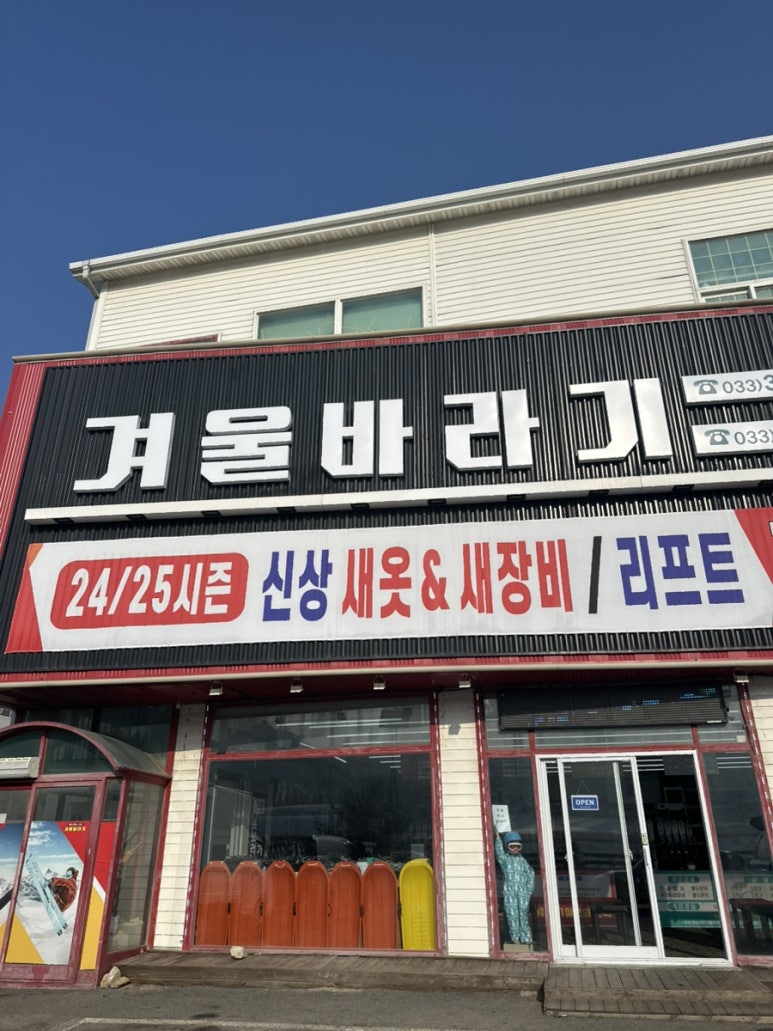 겨울바라기
☎033)3
☎033)
24/25시즌 신상 새옷 & 새장비 / 리프트
OPEN